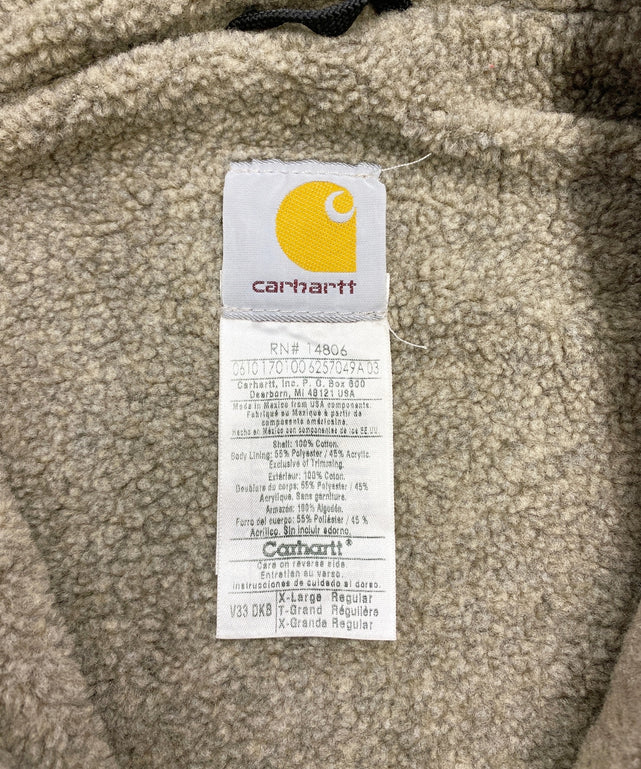 carhartt
RN# 14806
0610170100 6257049A 03
Carhartt, Inc. P. O. Box 600
Dearborn, MI 48121 USA
Made in Mexico from USA components.
Fabriqué au Mexique à partir de
composants américains.
Hecho en México con componentes de los EE.UU
Shell: 100% Cotton.
Body Lining: 55% Polyester / 45% Acrylic.
Exclusive of Trimming.
Extérieur: 100% Coton.
Doublure du corps: 55% Polyester / 45%
Acrylique. Sans garniture.
Armazón: 100% Algodón.
Forro del cuerpo: 55% Poliéster / 45 %
Acrílico. Sin incluir adorno.
Carhartt®
Care on reverse side.
Entretien au verso.
Instrucciones de cuidado al dorso.
V33 DKB
X-Large Regular
T-Grand Régulière
X-Grande Regular